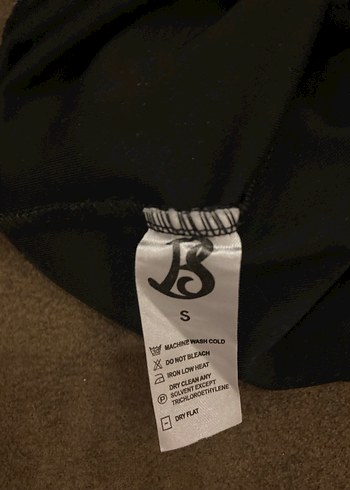 B
S
MACHINE WASH COLD
DO NOT BLEACH
IRON LOW HEAT
DRY CLEAN ANY
SOLVENT EXCEPT
TRICHLOROETHYLENE
P
DRY FLAT